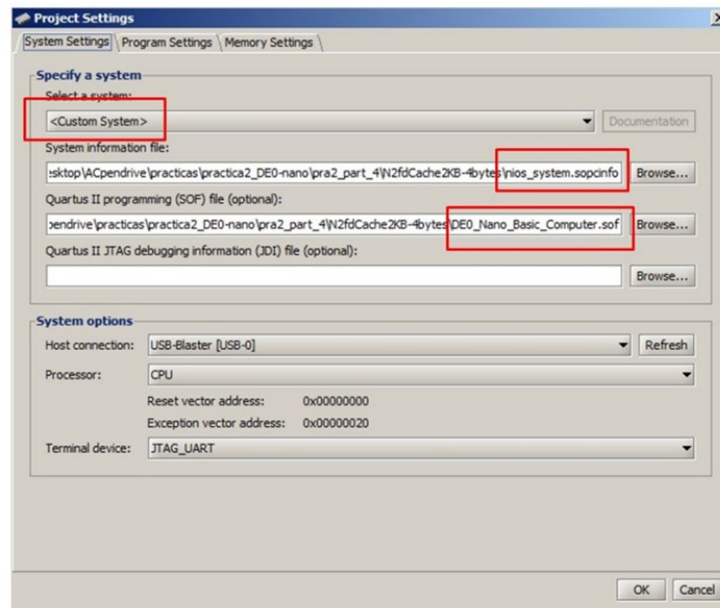 Project Settings
System Settings Program Settings Memory Settings
Specify a system
Select a system:
<Custom System>
Documentation
System information file:
esktop\ACpendrive\practicas\practica2_DE0-nano\pra2_part_4\N2fdCache2KB-4bytes\nios_system.sopcinfo Browse...
Quartus II programming (SOF) file (optional):
pendrive\practicas\practica2_DE0-nano\pra2_part_4\N2fdCache2KB-4bytes\DE0_Nano_Basic_Computer.sof Browse...
Quartus II JTAG debugging information (JDI) file (optional):
Browse...
System options
Host connection: USB-Blaster [USB-0] Refresh
Processor: CPU
Reset vector address: 0x00000000
Exception vector address: 0x00000020
Terminal device: JTAG_UART
OK Cancel